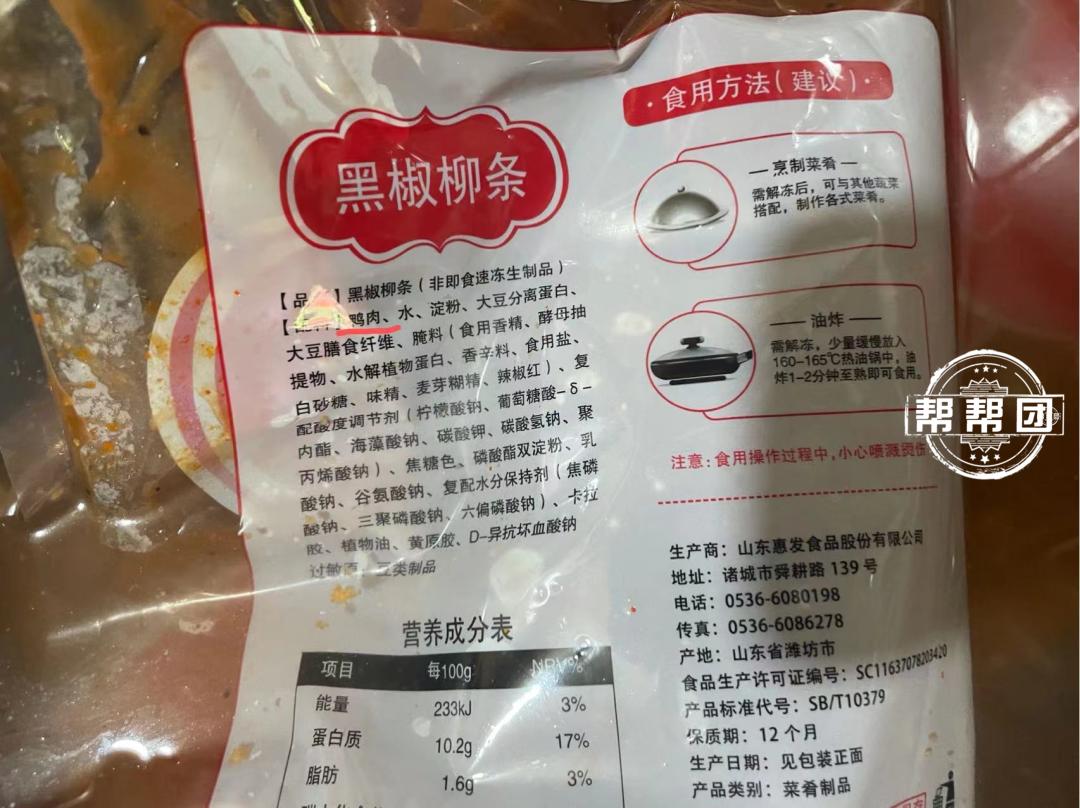 黑椒柳条
【品 】黑椒柳条（非即食速冻生制品）
【 鸭肉、水、淀粉、大豆分离蛋白、
大豆膳食纤维、腌料（食用香精、酵母抽
提物、水解植物蛋白、香辛料、食用盐、
白砂糖、味精、麦芽糊精、辣椒红）、复
配酸度调节剂（柠檬酸钠、葡萄糖酸-δ-
内酯、海藻酸钠、碳酸钾、碳酸氢钠、聚
丙烯酸钠）、焦糖色、磷酸酯双淀粉、乳
酸钠、谷氨酸钠、复配水分保持剂（焦磷
酸钠、三聚磷酸钠、六偏磷酸钠）、卡拉
胶、植物油、黄原胶、D-异抗坏血酸钠
过敏原：豆类制品
营养成分表
项目 每100g NRV%
能量 233kJ 3%
蛋白质 10.2g 17%
脂肪 1.6g 3%
·食用方法（建议）·
— 烹制菜肴 —
需解冻后，可与其他蔬菜
搭配，制作各式菜肴。
— 油炸 —
需解冻，少量缓慢放入
160-165℃热油锅中，油
炸1-2分钟至熟即可食用。
注意：食用操作过程中，小心喷溅烫伤
帮帮团
生产商：山东惠发食品股份有限公司
地址：诸城市舜耕路139号
电话：0536-6080198
传真：0536-6086278
产地：山东省潍坊市
食品生产许可证编号：SC11637078203420
产品标准代号：SB/T10379
保质期：12个月
生产日期：见包装正面
产品类别：菜肴制品